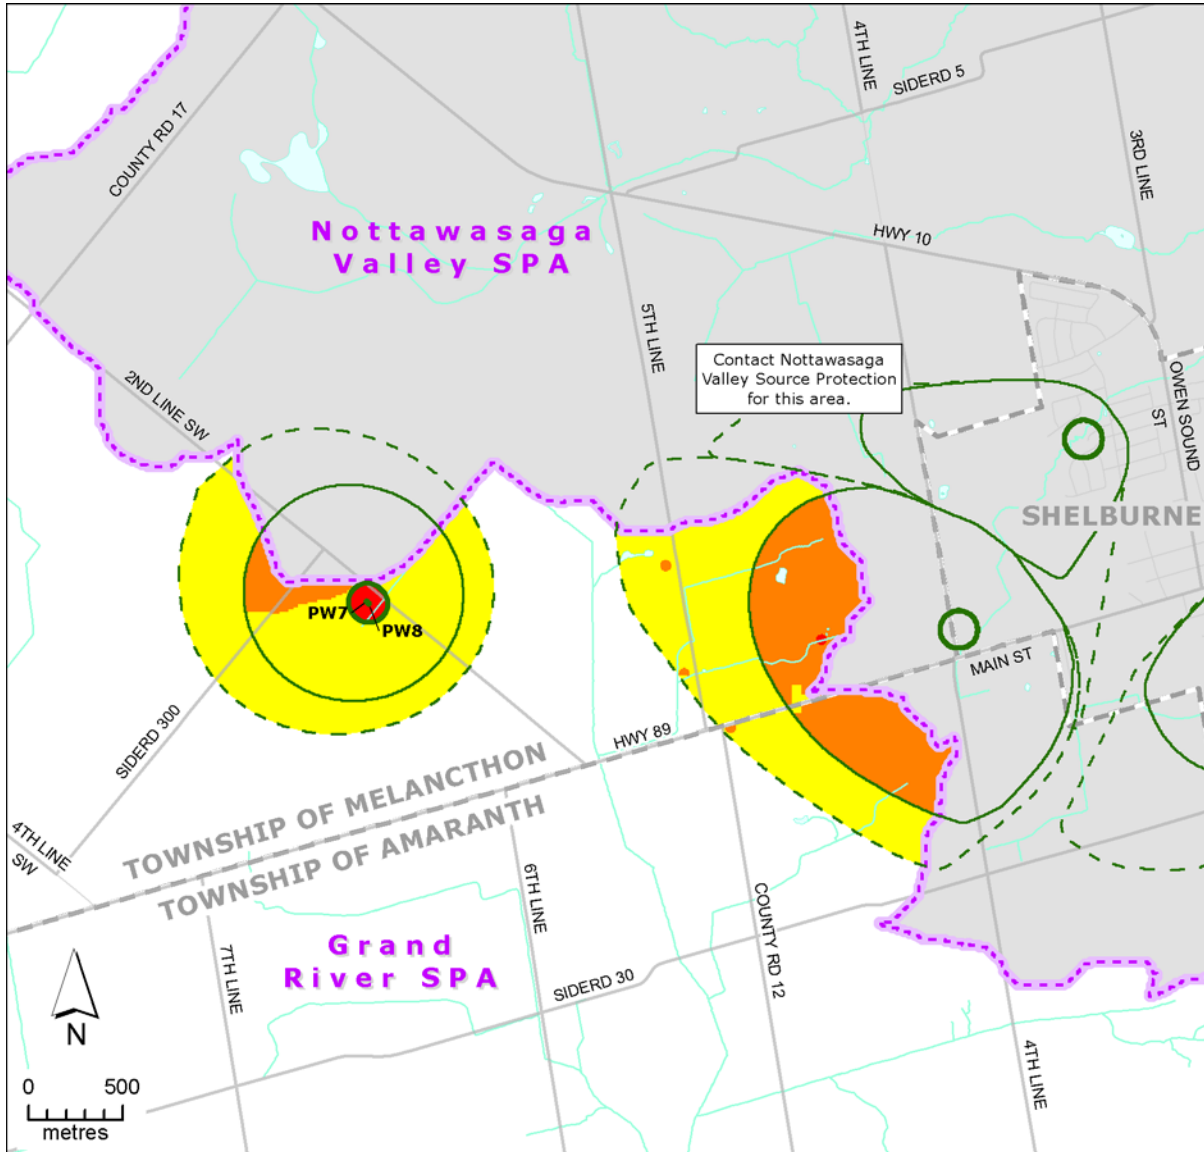 4TH LINE
SIDERD 5
COUNTY RD 17
3RD LINE
Nottawasaga
Valley SPA
HWY 10
5TH LINE
Contact Nottawasaga
Valley Source Protection
for this area.
2ND LINE SW
OWEN SOUND
ST
SHELBURNE
PW7
PW8
MAIN ST
SIDERD 300
HWY 89
TOWNSHIP OF MELANCTHON
TOWNSHIP OF AMARANTH
4TH LINE
SW
6TH LINE
COUNTY RD 12
7TH LINE
Grand
River SPA
SIDERD 30
N
4TH LINE
0 500
metres